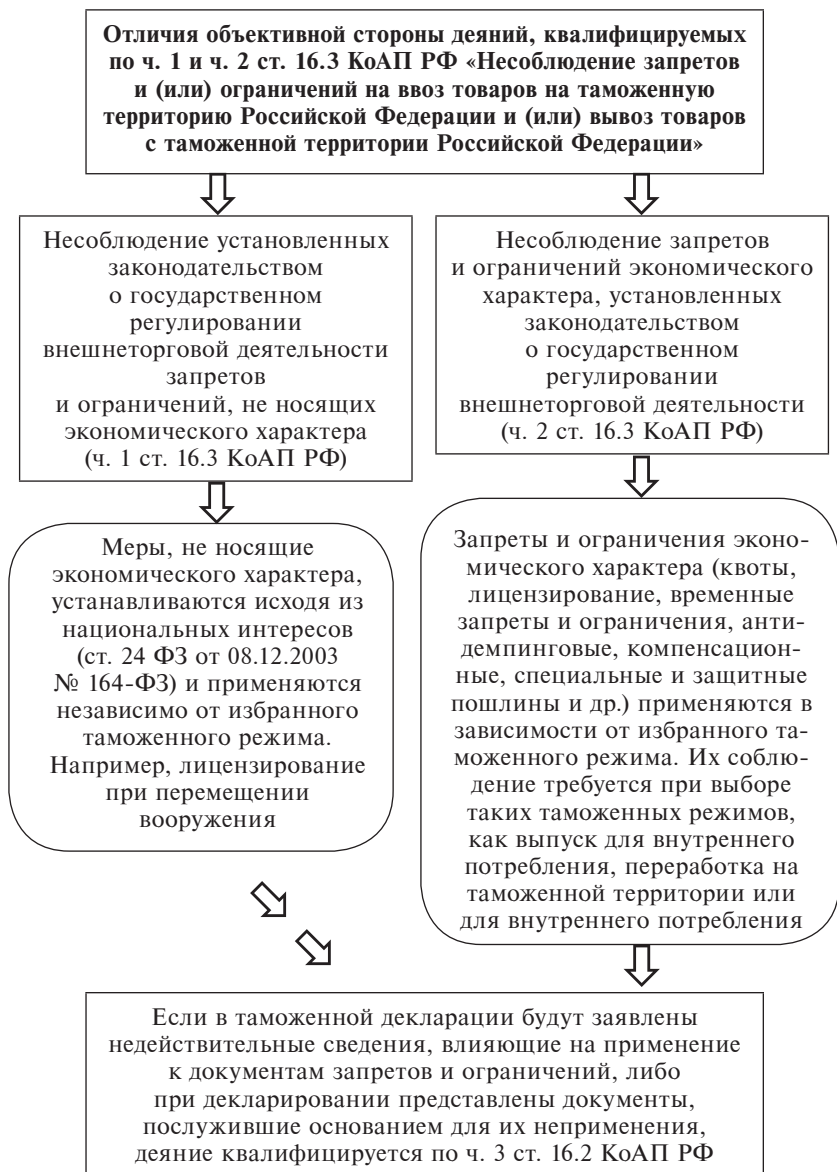 Отличия объективной стороны деяний, квалифицируемых
по ч. 1 и ч. 2 ст. 16.3 КоАП РФ «Несоблюдение запретов
и (или) ограничений на ввоз товаров на таможенную
территорию Российской Федерации и (или) вывоз товаров
с таможенной территории Российской Федерации»
Несоблюдение установленных
законодательством
о государственном
регулировании
внешнеторговой деятельности
запретов
и ограничений, не носящих
экономического характера
(ч. 1 ст. 16.3 КоАП РФ)
Несоблюдение запретов
и ограничений экономического
характера, установленных
законодательством
о государственном
регулировании
внешнеторговой деятельности
(ч. 2 ст. 16.3 КоАП РФ)
Меры, не носящие
экономического характера,
устанавливаются исходя из
национальных интересов
(ст. 24 ФЗ от 08.12.2003
№ 164-ФЗ) и применяются
независимо от избранного
таможенного режима.
Например, лицензирование
при перемещении
вооружения
Запреты и ограничения эконо-
мического характера (квоты,
лицензирование, временные
запреты и ограничения, анти-
демпинговые, компенсацион-
ные, специальные и защитные
пошлины и др.) применяются в
зависимости от избранного та-
моженного режима. Их соблю-
дение требуется при выборе
таких таможенных режимов,
как выпуск для внутреннего
потребления, переработка на
таможенной территории или
для внутреннего потребления
Если в таможенной декларации будут заявлены
недействительные сведения, влияющие на применение
к документам запретов и ограничений, либо
при декларировании представлены документы,
послужившие основанием для их неприменения,
деяние квалифицируется по ч. 3 ст. 16.2 КоАП РФ